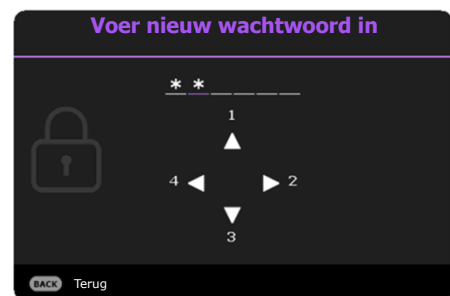 Voer nieuw wachtwoord in
* * _ _ _ _
1
4 2
3
BACK Terug